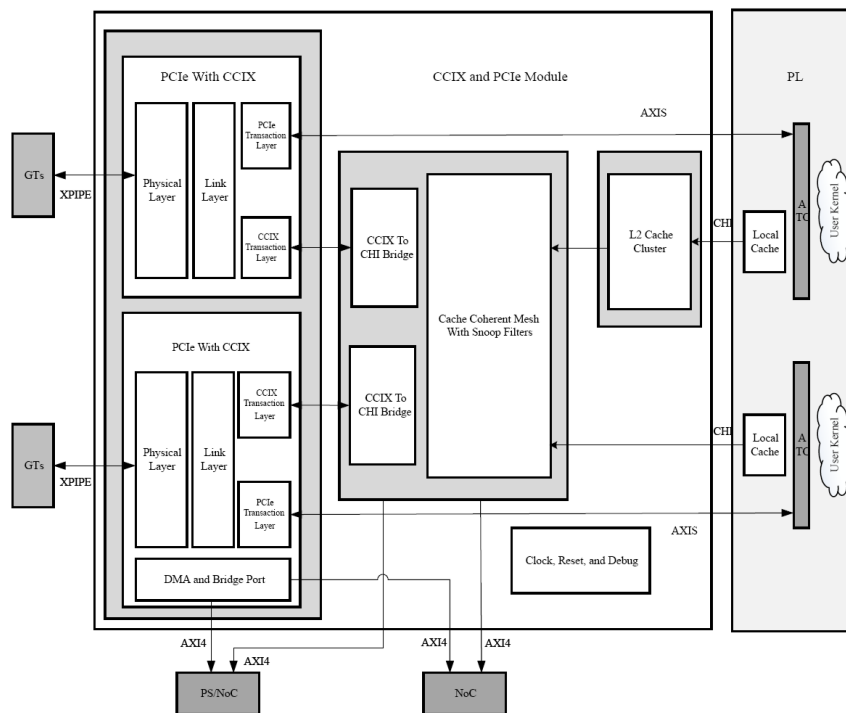 PCIe With CCIX
CCIX and PCIe Module
PL
AXIS
GTs
XPIPE
Physical
Layer
Link
Layer
PCIe
Transaction
Layer
CCIX
Transaction
Layer
CCIX To
CHI Bridge
Cache Coherent Mesh
With Snoop Filters
L2 Cache
Cluster
CHI
Local
Cache
A
TC
User Kernel
PCIe With CCIX
GTs
XPIPE
Physical
Layer
Link
Layer
CCIX
Transaction
Layer
PCIe
Transaction
Layer
CCIX To
CHI Bridge
CHI
Local
Cache
A
TC
User Kernel
AXIS
Clock, Reset, and Debug
DMA and Bridge Port
AXI4
AXI4
AXI4
AXI4
PS/NoC
NoC